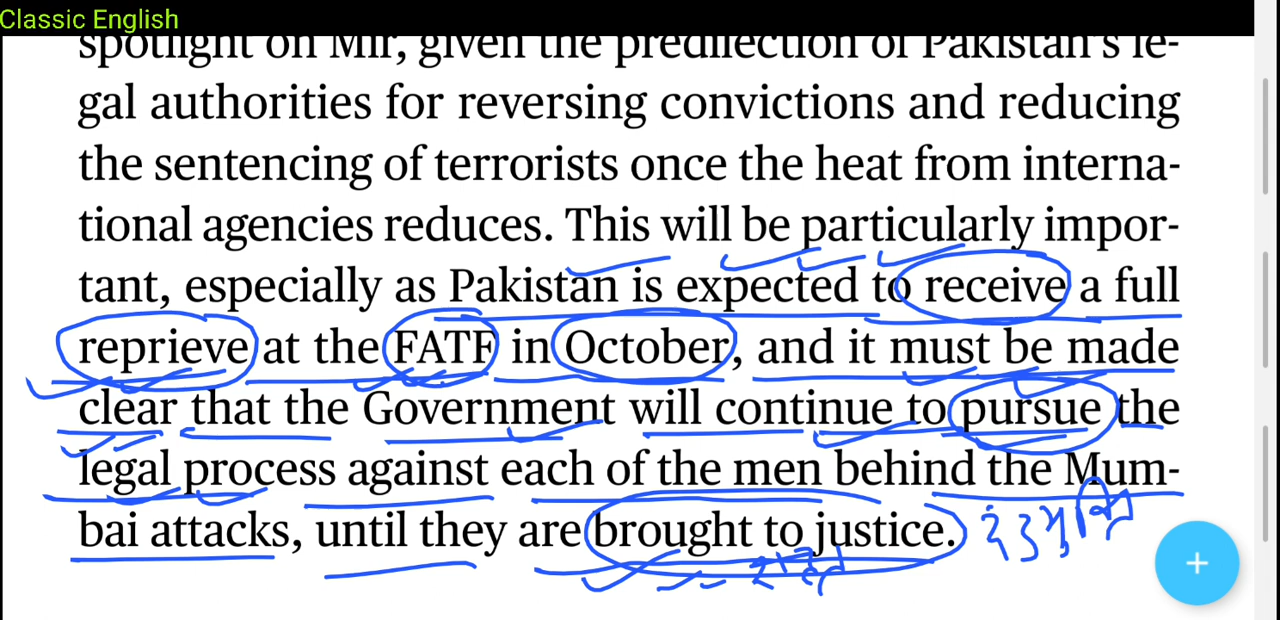 Classic English
spotlight on Mir, given the predilection of Pakistan's le-
gal authorities for reversing convictions and reducing
the sentencing of terrorists once the heat from interna-
tional agencies reduces. This will be particularly impor-
tant, especially as Pakistan is expected to receive a full
reprieve at the FATF in October, and it must be made
clear that the Government will continue to pursue the
legal process against each of the men behind the Mum-
bai attacks, until they are brought to justice.